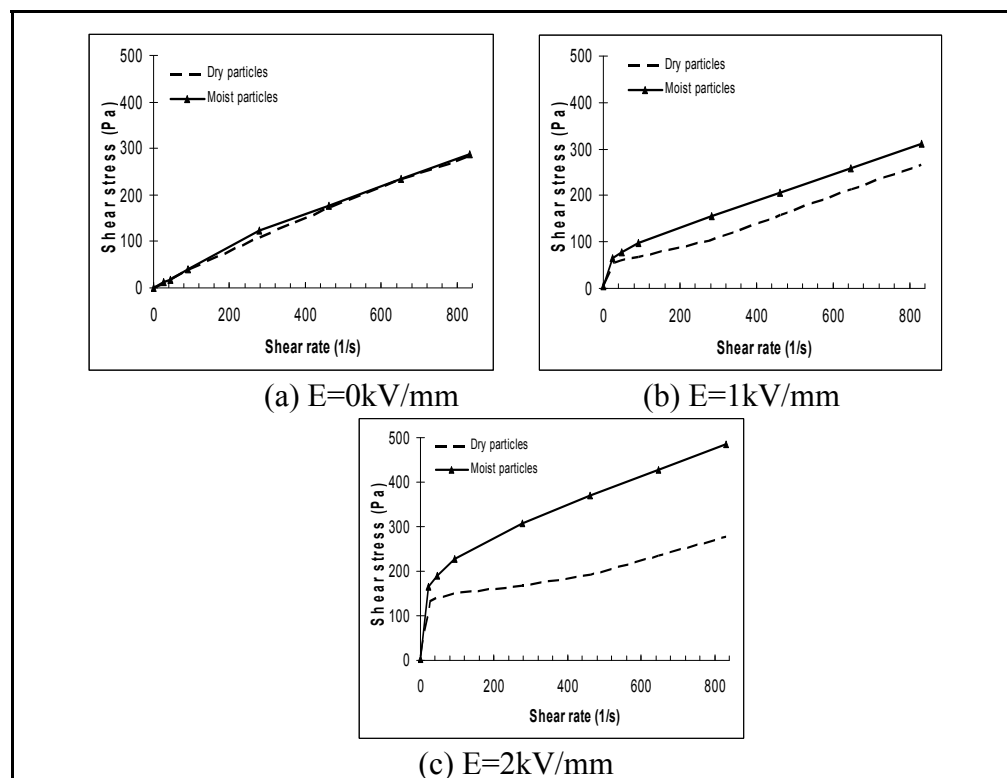 500
400
300
200
100
0
Shear stress (Pa)
Dry particles
Moist particles
0 200 400 600 800
Shear rate (1/s)
(a) E=0kV/mm
500
400
300
200
100
0
Shear stress (Pa)
Dry particles
Moist particles
0 200 400 600 800
Shear rate (1/s)
(b) E=1kV/mm
500
400
300
200
100
0
Shear stress (Pa)
Dry particles
Moist particles
0 200 400 600 800
Shear rate (1/s)
(c) E=2kV/mm